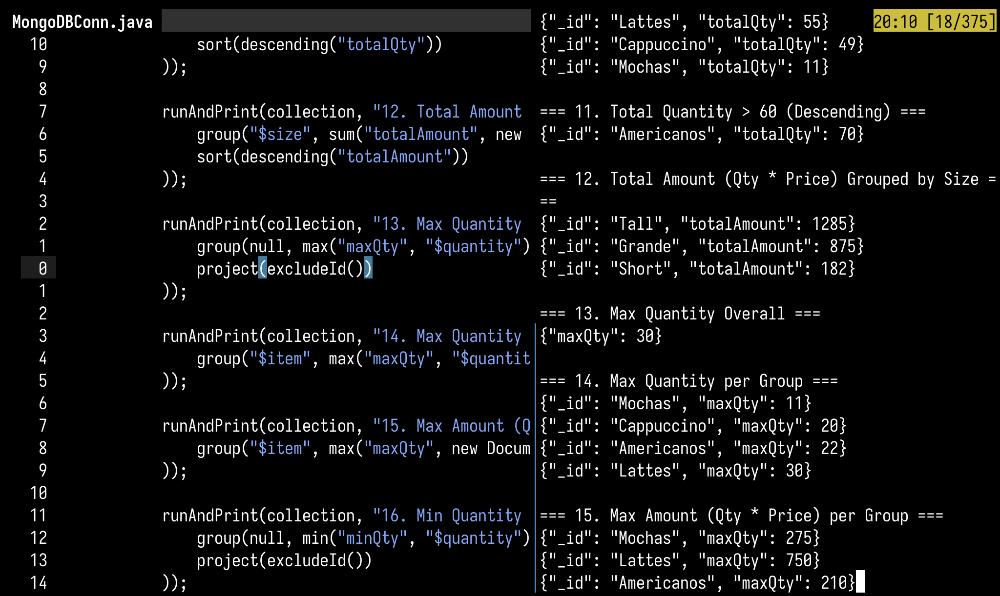 MongoDBConn.java
10 sort(descending("totalQty"))
9 ));
8
7 runAndPrint(collection, "12. Total Amount
6 group("$size", sum("totalAmount", new
5 sort(descending("totalAmount"))
4 ));
3
2 runAndPrint(collection, "13. Max Quantity
1 group(null, max("maxQty", "$quantity")
0 project(excludeId())
1 ));
2
3 runAndPrint(collection, "14. Max Quantity
4 group("$item", max("maxQty", "$quantit
5 ));
6
7 runAndPrint(collection, "15. Max Amount (Q
8 group("$item", max("maxQty", new Docum
9 ));
10
11 runAndPrint(collection, "16. Min Quantity
12 group(null, min("minQty", "$quantity")
13 project(excludeId())
14 ));
{"_id": "Lattes", "totalQty": 55}
20:10 [18/375]
{"_id": "Cappuccino", "totalQty": 49}
{"_id": "Mochas", "totalQty": 11}
=== 11. Total Quantity > 60 (Descending) ===
{"_id": "Americanos", "totalQty": 70}
=== 12. Total Amount (Qty * Price) Grouped by Size =
==
{"_id": "Tall", "totalAmount": 1285}
{"_id": "Grande", "totalAmount": 875}
{"_id": "Short", "totalAmount": 182}
=== 13. Max Quantity Overall ===
{"maxQty": 30}
=== 14. Max Quantity per Group ===
{"_id": "Mochas", "maxQty": 11}
{"_id": "Cappuccino", "maxQty": 20}
{"_id": "Americanos", "maxQty": 22}
{"_id": "Lattes", "maxQty": 30}
=== 15. Max Amount (Qty * Price) per Group ===
{"_id": "Mochas", "maxQty": 275}
{"_id": "Lattes", "maxQty": 750}
{"_id": "Americanos", "maxQty": 210}